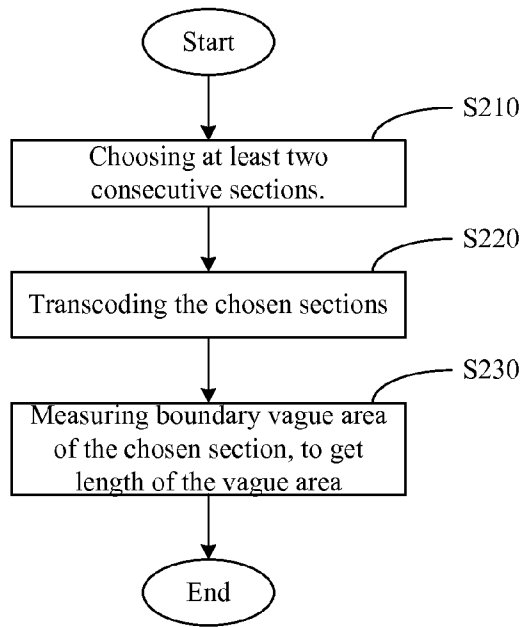 Start
S210
Choosing at least two
consecutive sections.
S220
Transcoding the chosen sections
S230
Measuring boundary vague area
of the chosen section, to get
length of the vague area
End